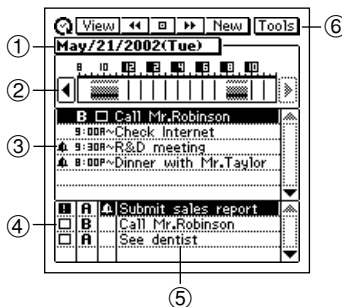 View New Tools ⑥
① May/21/2002(Tue)
8 10 12 2 4 6 8 10
②
B Call Mr.Robinson
9:00A~Check Internet
③ 9:30A~R&D meeting
8:00P~Dinner with Mr.Taylor
! A Submit sales report
④ B Call Mr.Robinson
A See dentist
⑤